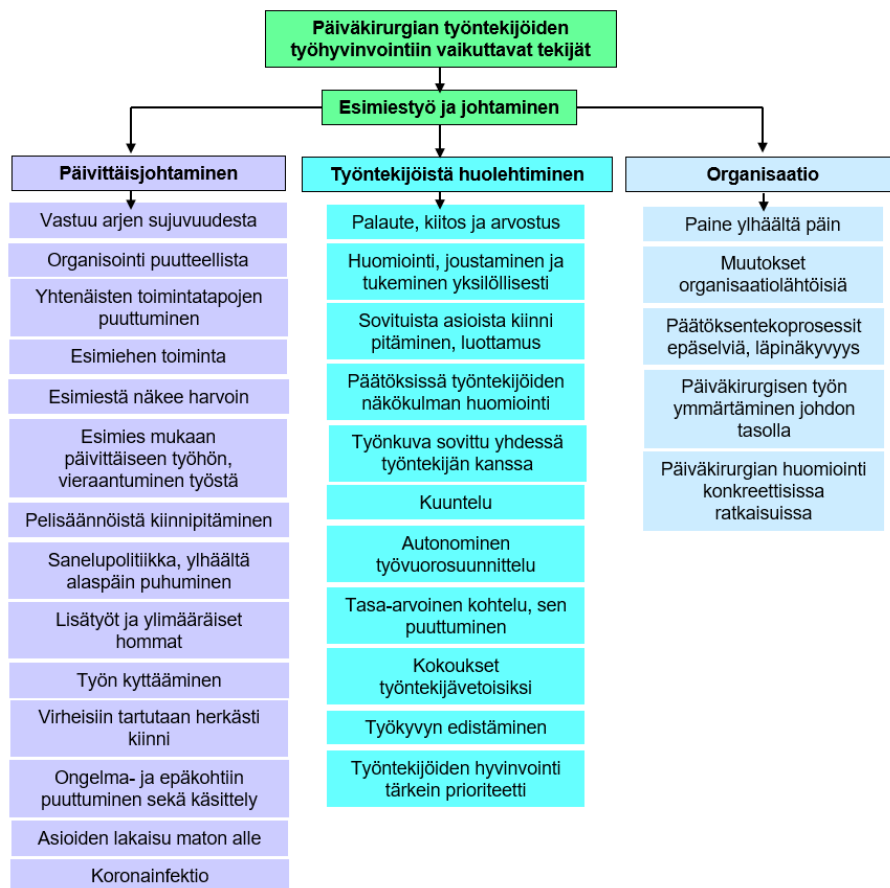 Päiväkirurgian työntekijöiden
työhyvinvointiin vaikuttavat tekijät
Esimiestyö ja johtaminen
Päivittäisjohtaminen
Vastuu arjen sujuvuudesta
Organisointi puutteellista
Yhtenäisten toimintatapojen
puuttuminen
Esimiehen toiminta
Esimiestä näkee harvoin
Esimies mukaan
päivittäiseen työhön,
vieraantuminen työstä
Pelisäännöistä kiinnipitäminen
Sanelupolitiikka, ylhäältä
alaspäin puhuminen
Lisätyöt ja ylimääräiset
hommat
Työn kyttääminen
Virheisiin tartutaan herkästi
kiinni
Ongelma- ja epäkohtiin
puuttuminen sekä käsittely
Asioiden lakaisu maton alle
Koronainfektio
Työntekijöistä huolehtiminen
Palaute, kiitos ja arvostus
Huomiointi, joustaminen ja
tukeminen yksilöllisesti
Sovituista asioista kiinni
pitäminen, luottamus
Päätöksissä työntekijöiden
näkökulman huomiointi
Työnkuva sovittu yhdessä
työntekijän kanssa
Kuuntelu
Autonominen
työvuorosuunnittelu
Tasa-arvoinen kohtelu, sen
puuttuminen
Kokoukset
työntekijävetoisiksi
Työkyvyn edistäminen
Työntekijöiden hyvinvointi
tärkein prioriteetti
Organisaatio
Paine ylhäältä päin
Muutokset
organisaatiolähtöisiä
Päätöksentekoprosessit
epäselviä, läpinäkyvyys
Päiväkirurgisen työn
ymmärtäminen johdon
tasolla
Päiväkirurgian huomiointi
konkreettisissa
ratkaisuissa